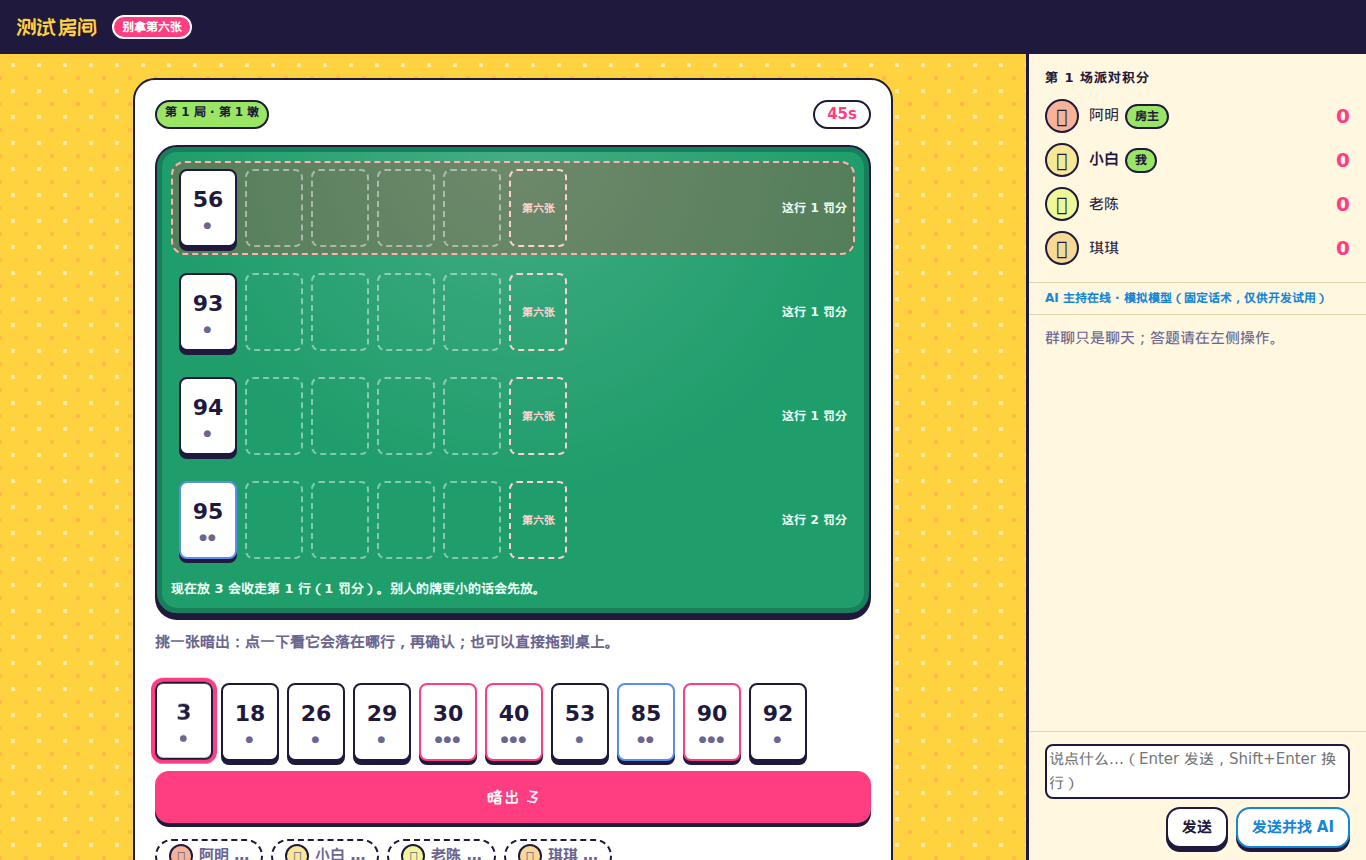 测试房间 别拿第六张
第 1 局 · 第 1 墩 45s
56 第六张 这行 1 罚分
93 第六张 这行 1 罚分
94 第六张 这行 1 罚分
95 第六张 这行 2 罚分
现在放 3 会收走第 1 行（1 罚分）。别人的牌更小的话会先放。
挑一张暗出：点一下看它会落在哪行，再确认；也可以直接拖到桌上。
3 18 26 29 30 40 53 85 90 92
暗出 3
阿明 … 小白 … 老陈 … 琪琪 …
第 1 场派对积分
阿明 房主 0
小白 我 0
老陈 0
琪琪 0
AI 主持在线 · 模拟模型（固定话术，仅供开发试用）
群聊只是聊天；答题请在左侧操作。
说点什么…（Enter 发送，Shift+Enter 换
行）
发送 发送并找 AI